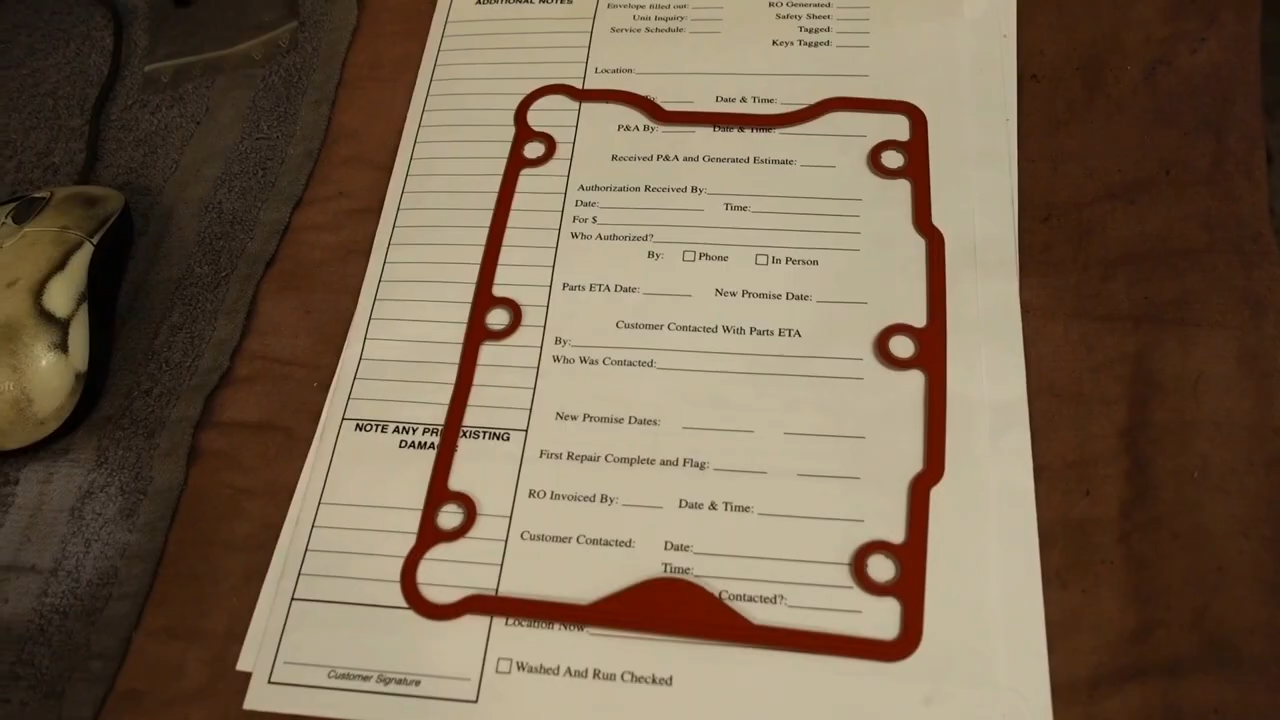 ADDITIONAL NOTES
Envelope filled out:
RO Generated:
Unit Inquiry:
Safety Sheet:
Service Schedule:
Tagged:
Keys Tagged:
Location:
Date & Time:
P&A By:
Date & Time:
Received P&A and Generated Estimate:
Authorization Received By:
Date: Time:
For $
Who Authorized?
By: Phone In Person
Parts ETA Date: New Promise Date:
Customer Contacted With Parts ETA
By:
Who Was Contacted:
New Promise Dates:
NOTE ANY PRE EXISTING
DAMAGE
First Repair Complete and Flag:
RO Invoiced By: Date & Time:
Customer Contacted: Date:
Time:
Contacted?:
Location Now:
Washed And Run Checked
Customer Signature